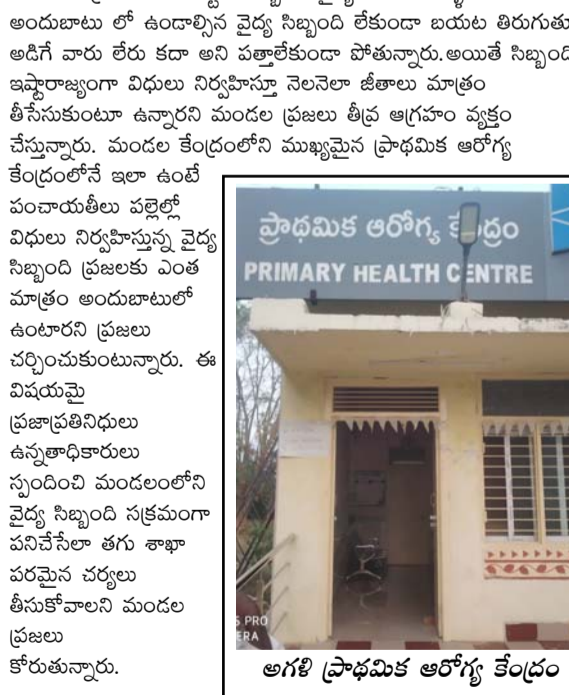 అందుబాటు లో ఉండాల్సిన వైద్య సిబ్బంది లేకుండా బయట తిరుగుతు
అడిగే వారు లేరు కదా అని పత్తాలేకుండా పోతున్నారు.అయితే సిబ్బంది
ఇష్టారాజ్యంగా విధులు నిర్వహిస్తూ నెలనెలా జీతాలు మాత్రం
తీసేసుకుంటూ ఉన్నారని మండల ప్రజలు తీవ్ర ఆగ్రహం వ్యక్తం
చేస్తున్నారు. మండల కేంద్రంలోని ముఖ్యమైన ప్రాథమిక ఆరోగ్య
కేంద్రంలోనే ఇలా ఉంటే
పంచాయతీలు పల్లెల్లో
విధులు నిర్వహిస్తున్న వైద్య
సిబ్బంది ప్రజలకు ఎంత
మాత్రం అందుబాటులో
ఉంటారని ప్రజలు
చర్చించుకుంటున్నారు. ఈ
విషయమై
ప్రజాప్రతినిధులు
ఉన్నతాధికారులు
స్పందించి మండలంలోని
వైద్య సిబ్బంది సక్రమంగా
పనిచేసేలా తగు శాఖా
పరమైన చర్యలు
తీసుకోవాలని మండల
ప్రజలు
కోరుతున్నారు.
ప్రాథమిక ఆరోగ్య కేంద్రం
PRIMARY HEALTH CENTRE
S PRO
ERA
అగళి ప్రాథమిక ఆరోగ్య కేంద్రం